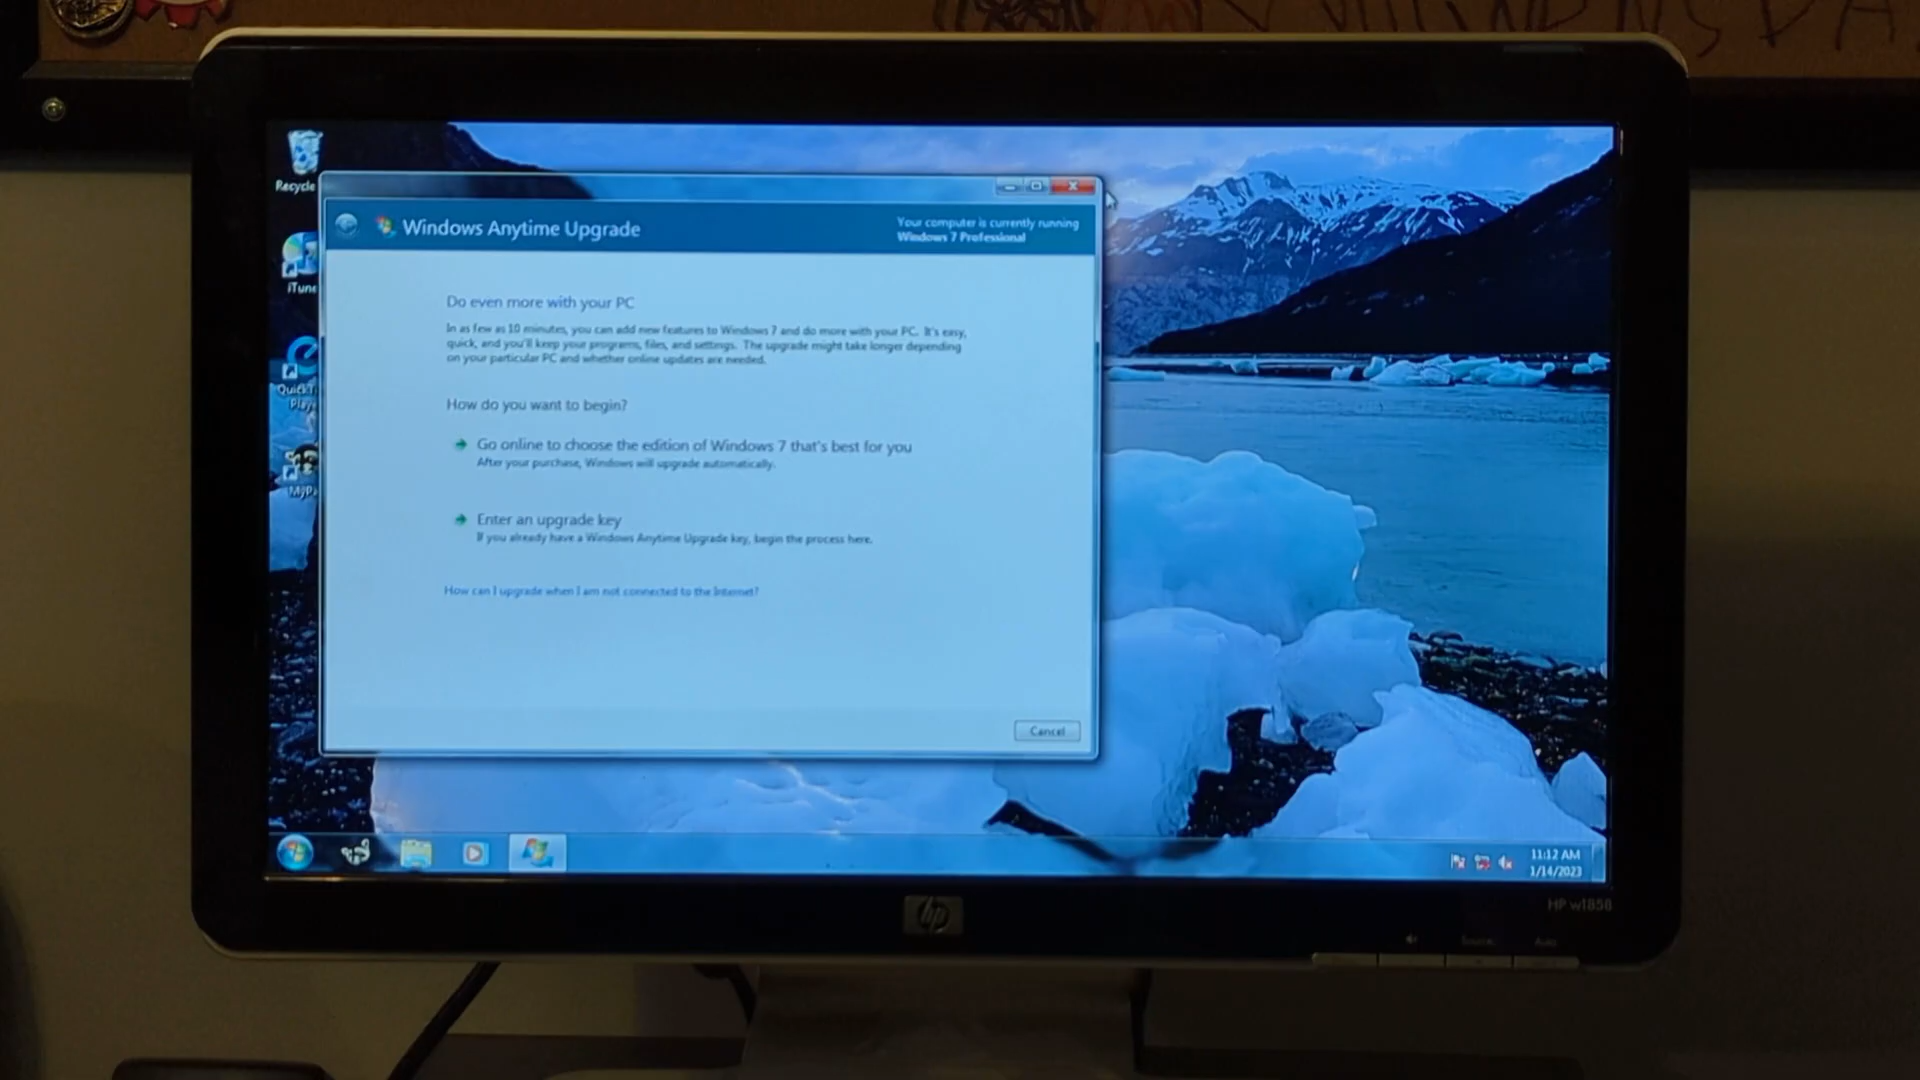 Recycle
iTune
Windows Anytime Upgrade
Your computer is currently running
Windows 7 Professional
Do even more with your PC
In as few as 10 minutes, you can add new features to Windows 7 and do more with your PC. It's easy,
quick, and you'll keep your programs, files, and settings. The upgrade might take longer depending
on your particular PC and whether online updates are needed.
How do you want to begin?
Go online to choose the edition of Windows 7 that's best for you
After your purchase, Windows will upgrade automatically.
Enter an upgrade key
If you already have a Windows Anytime Upgrade key, begin the process here.
How can I upgrade when I am not connected to the Internet?
Cancel
11:12 AM
1/14/2023
hp
HP w1858
Source
Auto